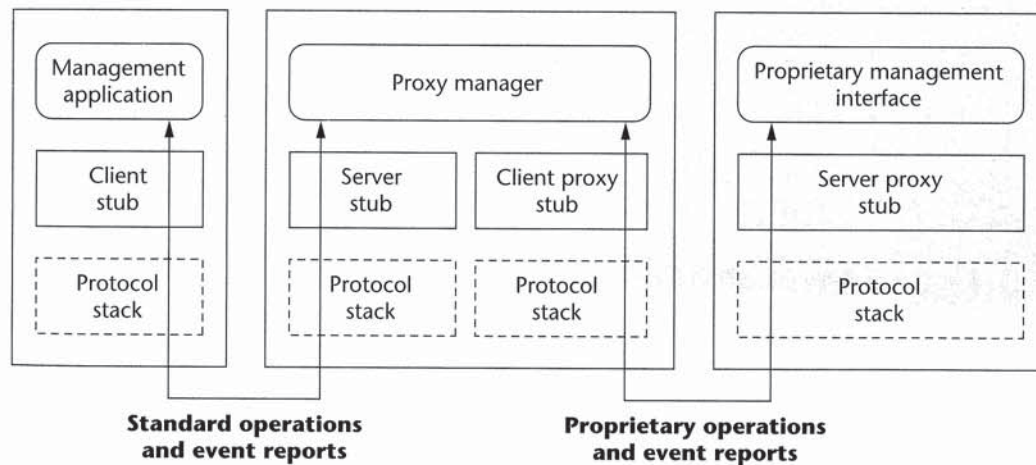 Management
application
Proxy manager
Proprietary management
interface
Client
stub
Server
stub
Client proxy
stub
Server proxy
stub
Protocol
stack
Protocol
stack
Protocol
stack
Protocol
stack
Standard operations
and event reports
Proprietary operations
and event reports